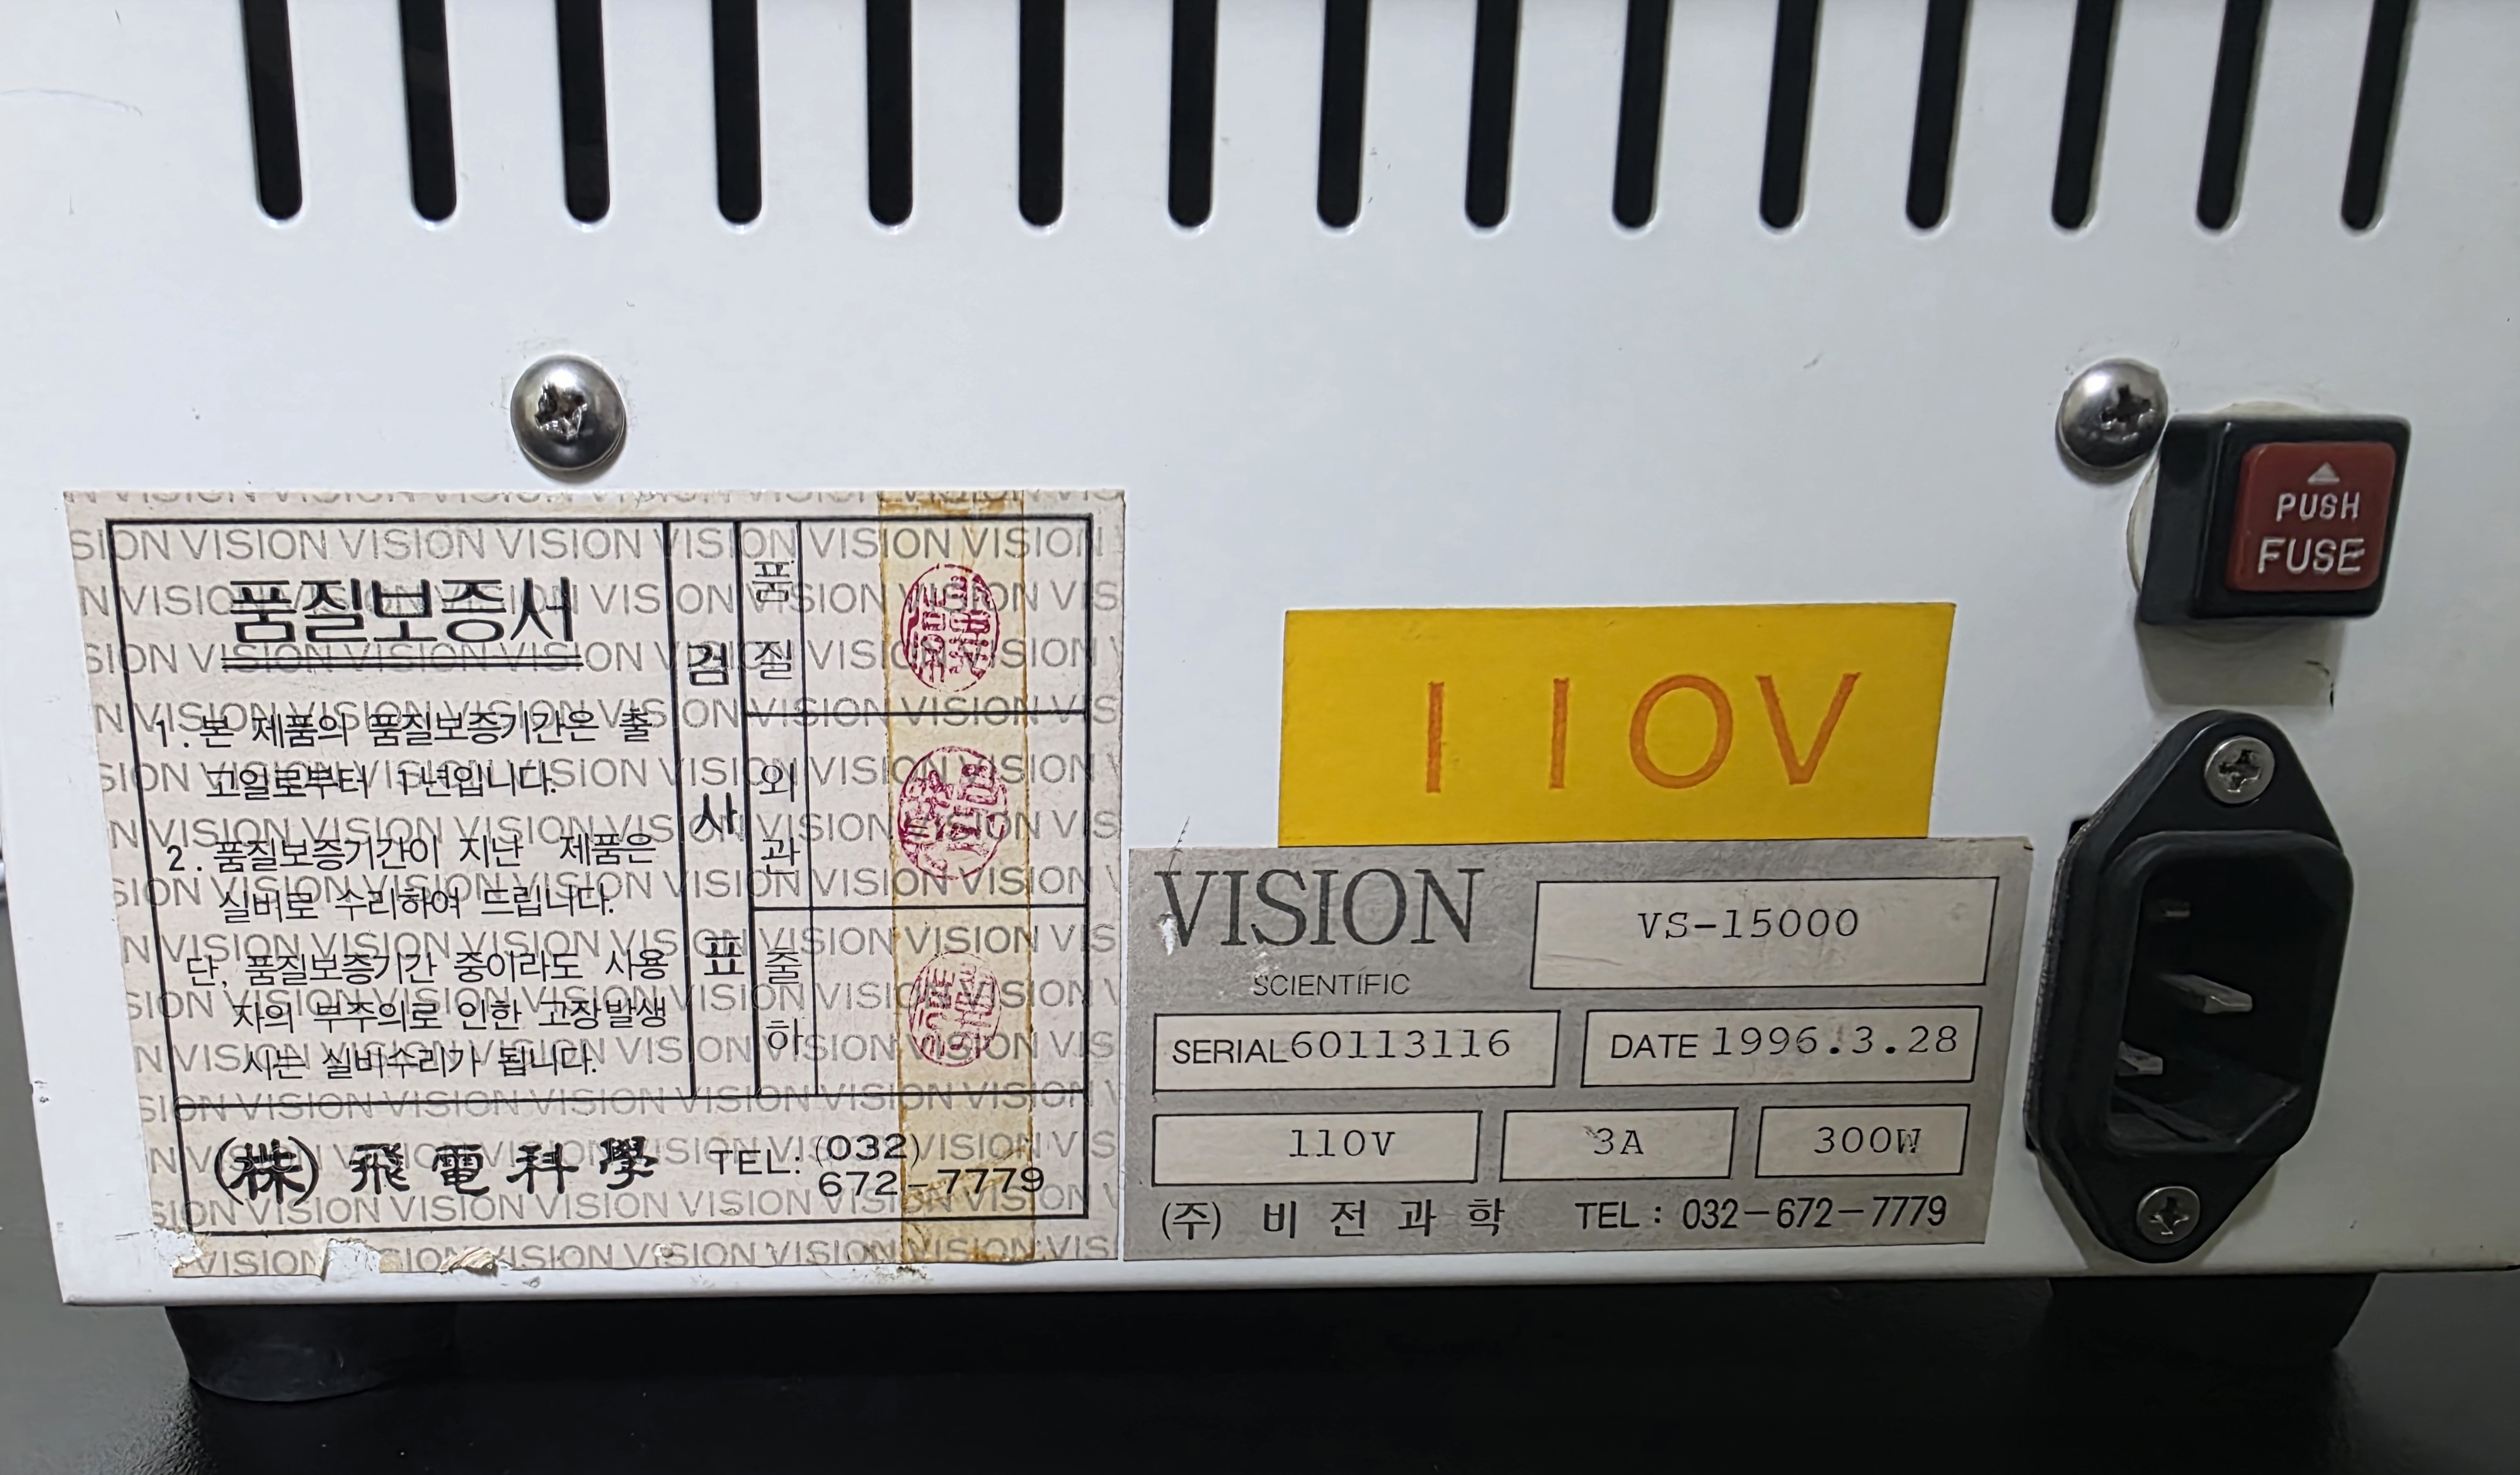 품질보증서
1. 본 제품의 품질보증기간은 출
고일로부터 1년입니다.
2. 품질보증기간이 지난 제품은
실비로 수리하여 드립니다.
단, 품질보증기간 중이라도 사용
자의 부주의로 인한 고장발생
시는 실비수리가 됩니다.
검사표
품질
외관
출하
(株) 飛電科學 TEL: (032)
672-7779
110V
VISION
SCIENTIFIC
VS-15000
SERIAL 60113116
DATE 1996.3.28
110V 3A 300W
(주) 비전과학 TEL : 032-672-7779
PUSH
FUSE